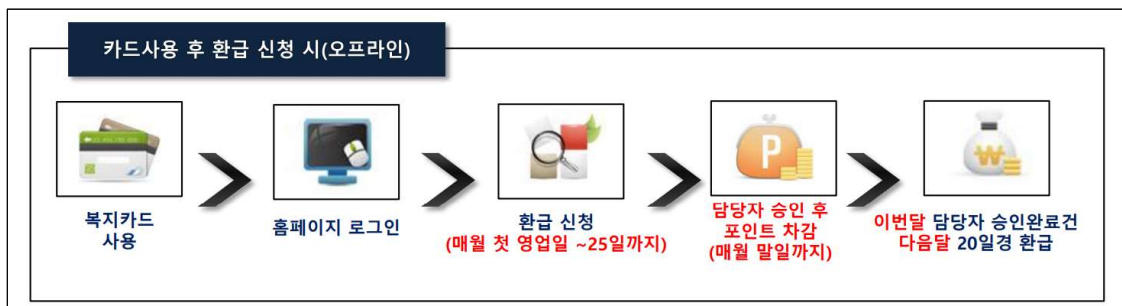 카드사용 후 환급 신청 시(오프라인)
복지카드
사용
홈페이지 로그인
환급 신청
(매월 첫 영업일 ~25일까지)
P
담당자 승인 후
포인트 차감
(매월 말일까지)
₩
이번달 담당자 승인완료건
다음달 20일경 환급